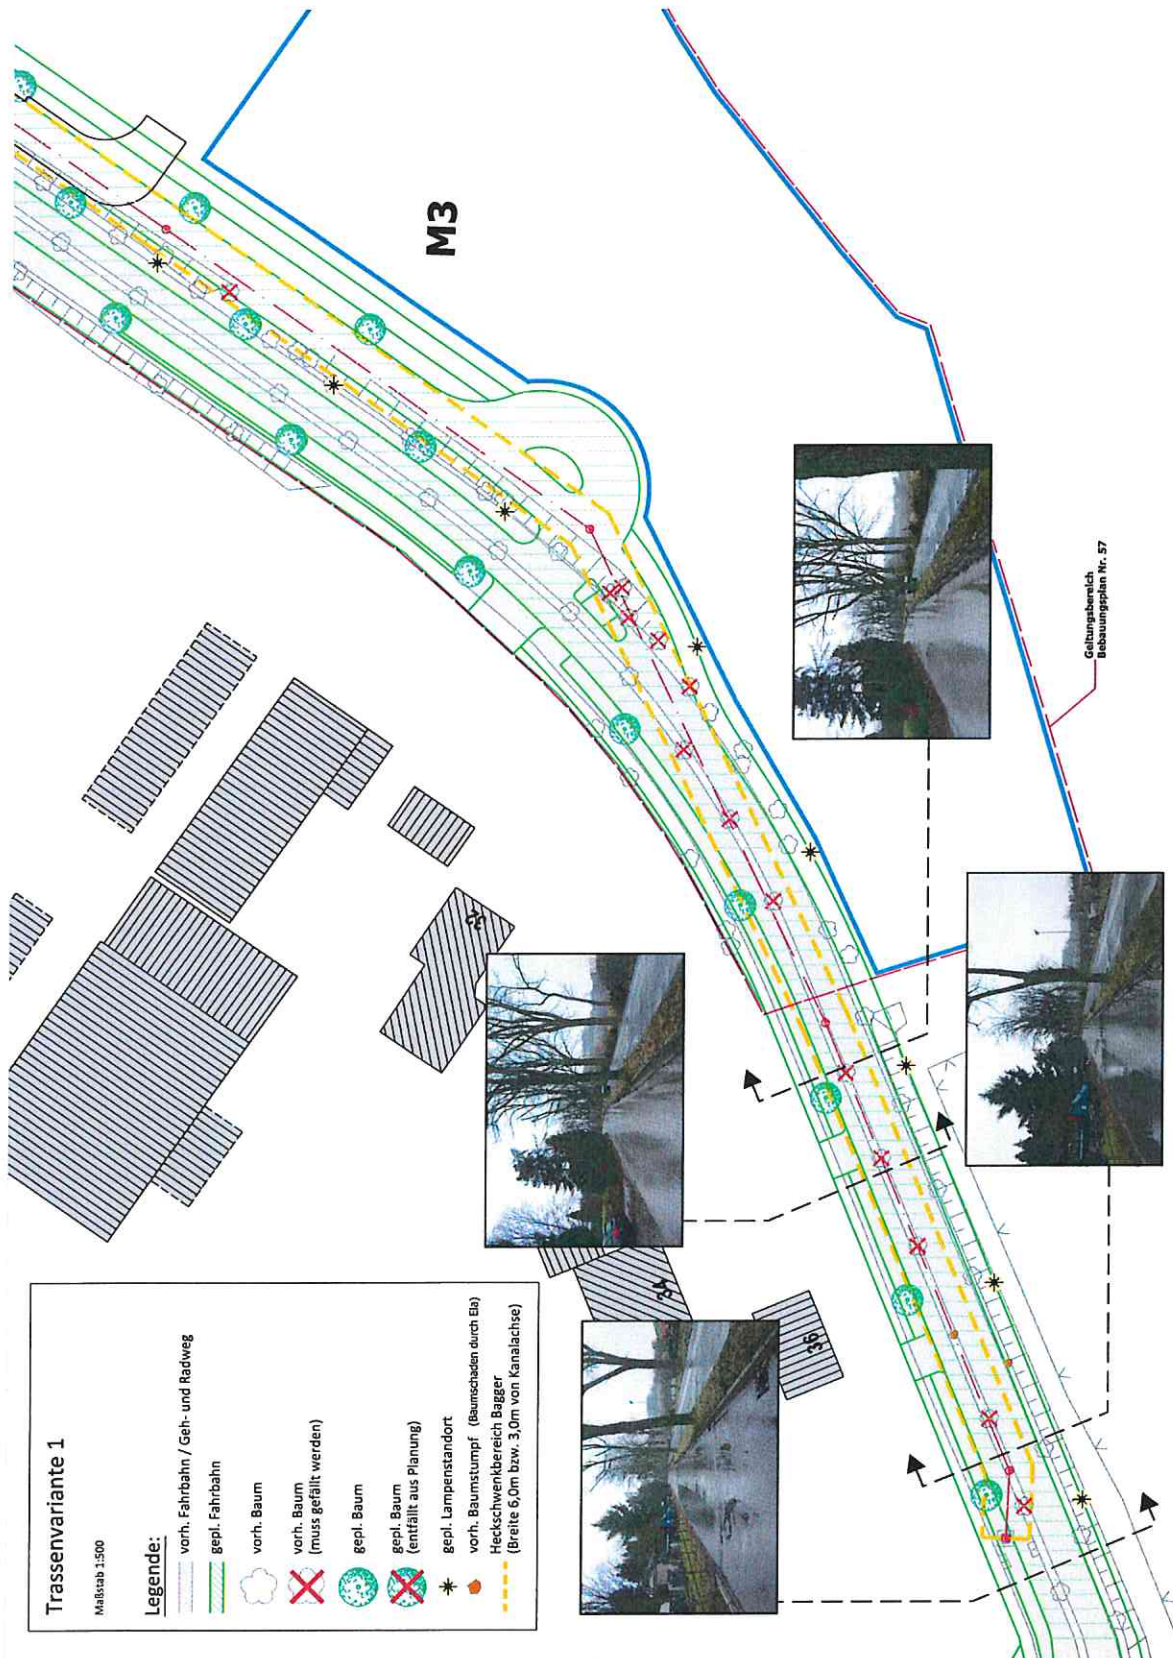 Trassenvariante 1
Maßstab 1:500
Legende:
vorh. Fahrbahn / Geh- und Radweg
gepl. Fahrbahn
vorh. Baum
vorh. Baum
(muss gefällt werden)
gepl. Baum
gepl. Baum
(entfällt aus Planung)
gepl. Lampenstandort
vorh. Baumstumpf (Baumschaden durch Ela)
Heckschwenkbereich Bagger
(Breite 6,0m bzw. 3,0m von Kanalachse)
M3
32
34
36
Geltungsbereich
Bebauungsplan Nr. 57